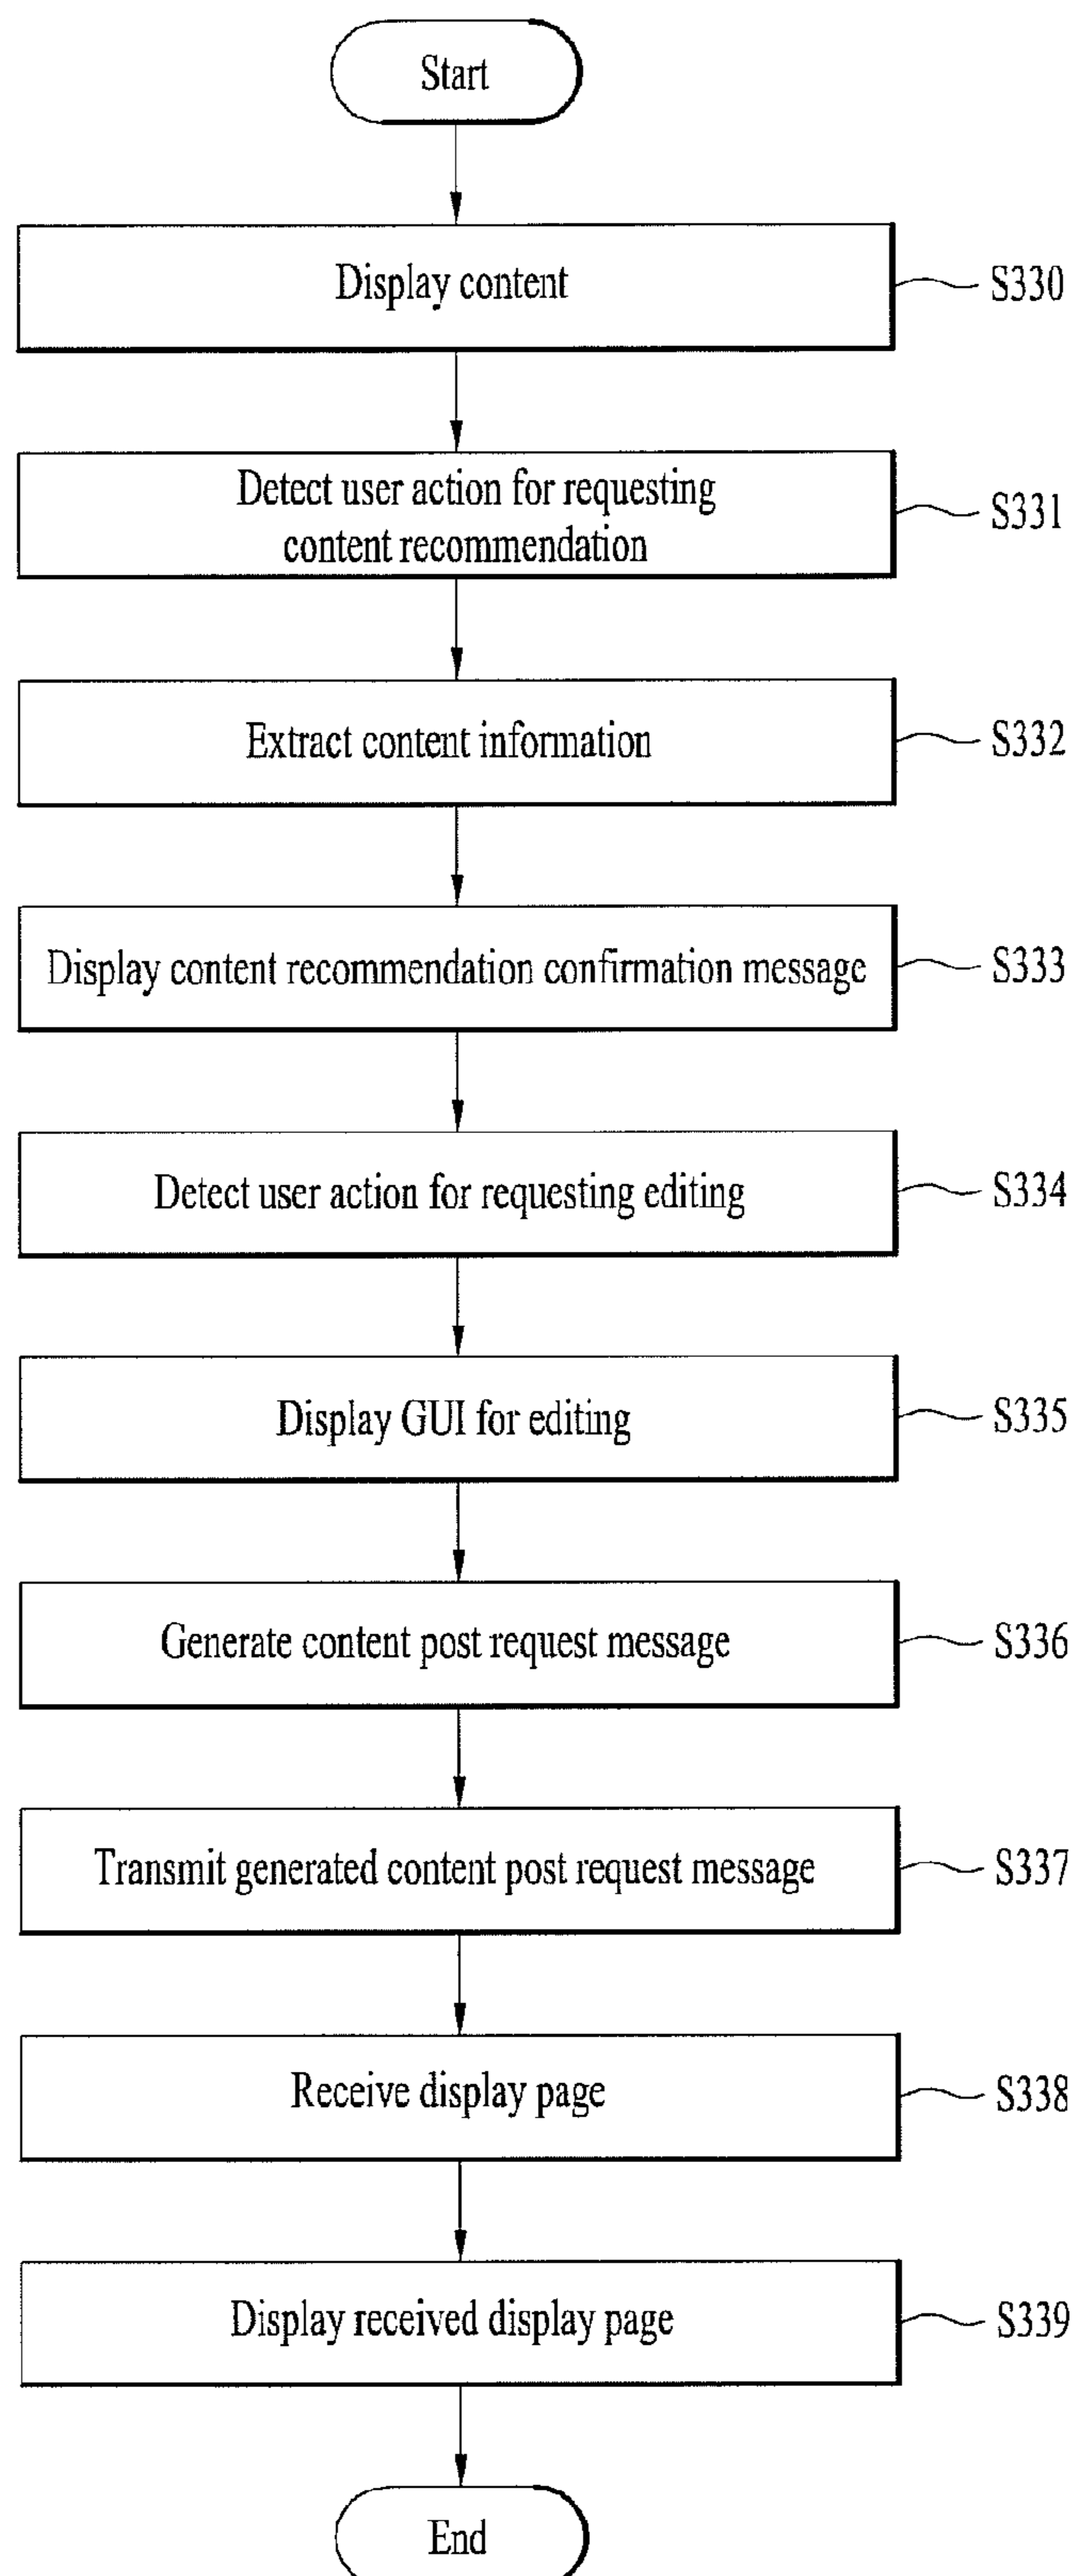 Start
Display content
S330
Detect user action for requesting
content recommendation
S331
Extract content information
S332
Display content recommendation confirmation message
S333
Detect user action for requesting editing
S334
Display GUI for editing
S335
Generate content post request message
S336
Transmit generated content post request message
S337
Receive display page
S338
Display received display page
S339
End